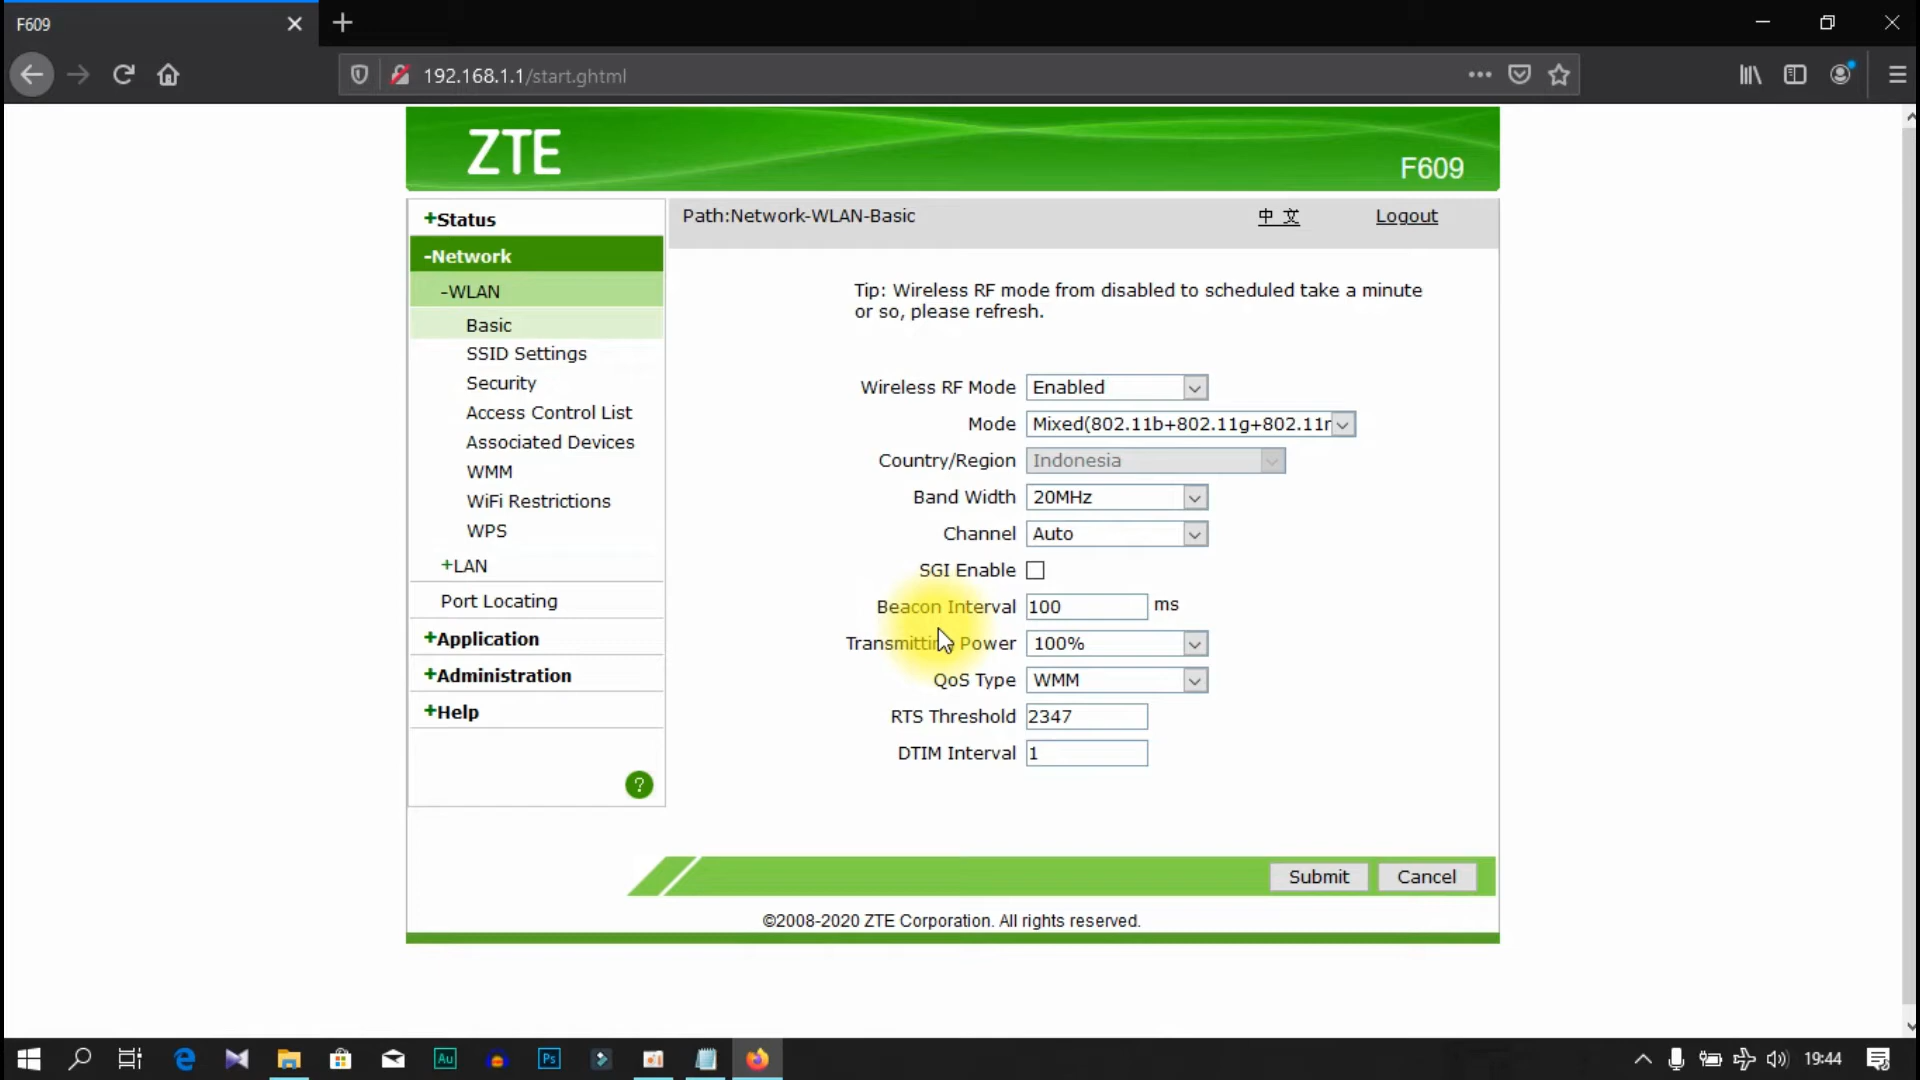 F609
192.168.1.1/start.ghtml
ZTE
F609
+Status
-Network
-WLAN
Basic
SSID Settings
Security
Access Control List
Associated Devices
WMM
WiFi Restrictions
WPS
+LAN
Port Locating
+Application
+Administration
+Help
?
Path:Network-WLAN-Basic
中 文
Logout
Tip: Wireless RF mode from disabled to scheduled take a minute
or so, please refresh.
Wireless RF Mode Enabled
Mode Mixed(802.11b+802.11g+802.11n
Country/Region Indonesia
Band Width 20MHz
Channel Auto
SGI Enable
Beacon Interval 100 ms
Transmitting Power 100%
QoS Type WMM
RTS Threshold 2347
DTIM Interval 1
Submit Cancel
©2008-2020 ZTE Corporation. All rights reserved.
Au
Ps
19:44